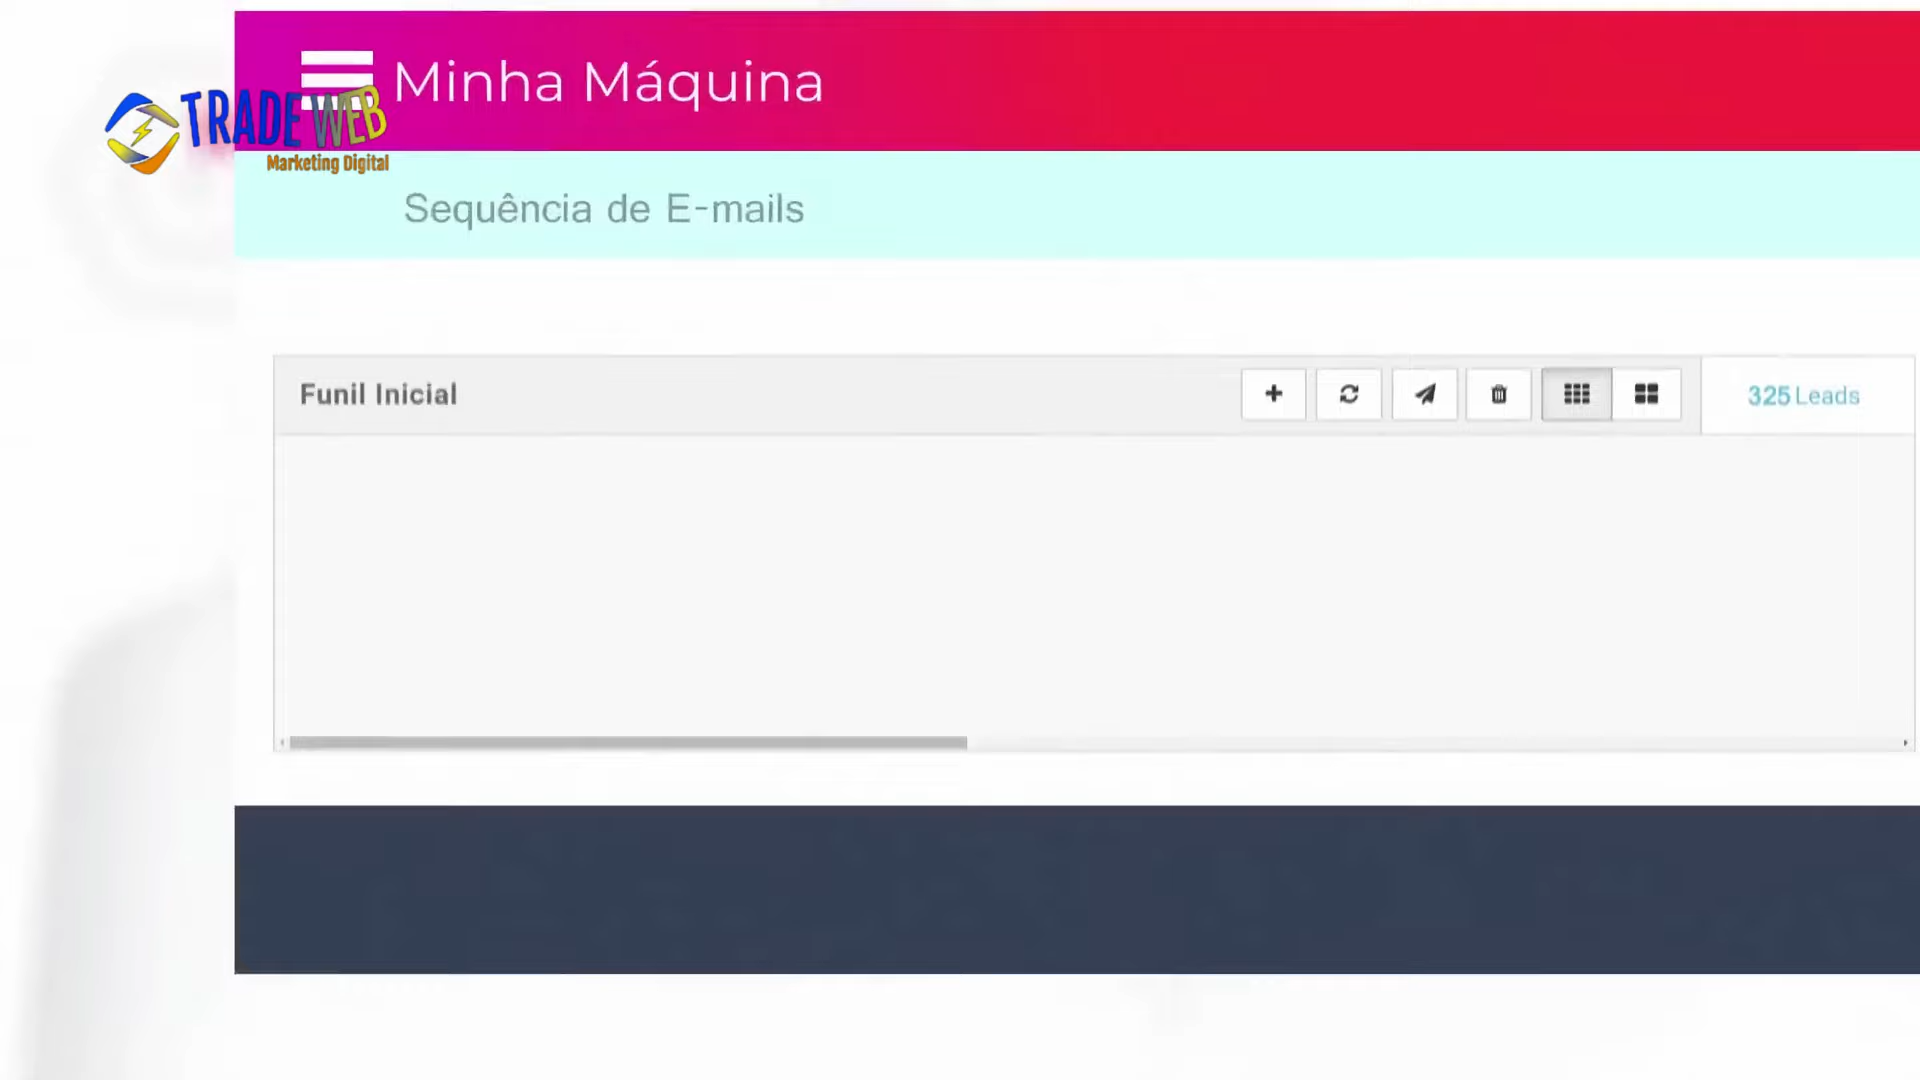 Minha Máquina
TRADE WEB
Marketing Digital
Sequência de E-mails
Funil Inicial
325 Leads